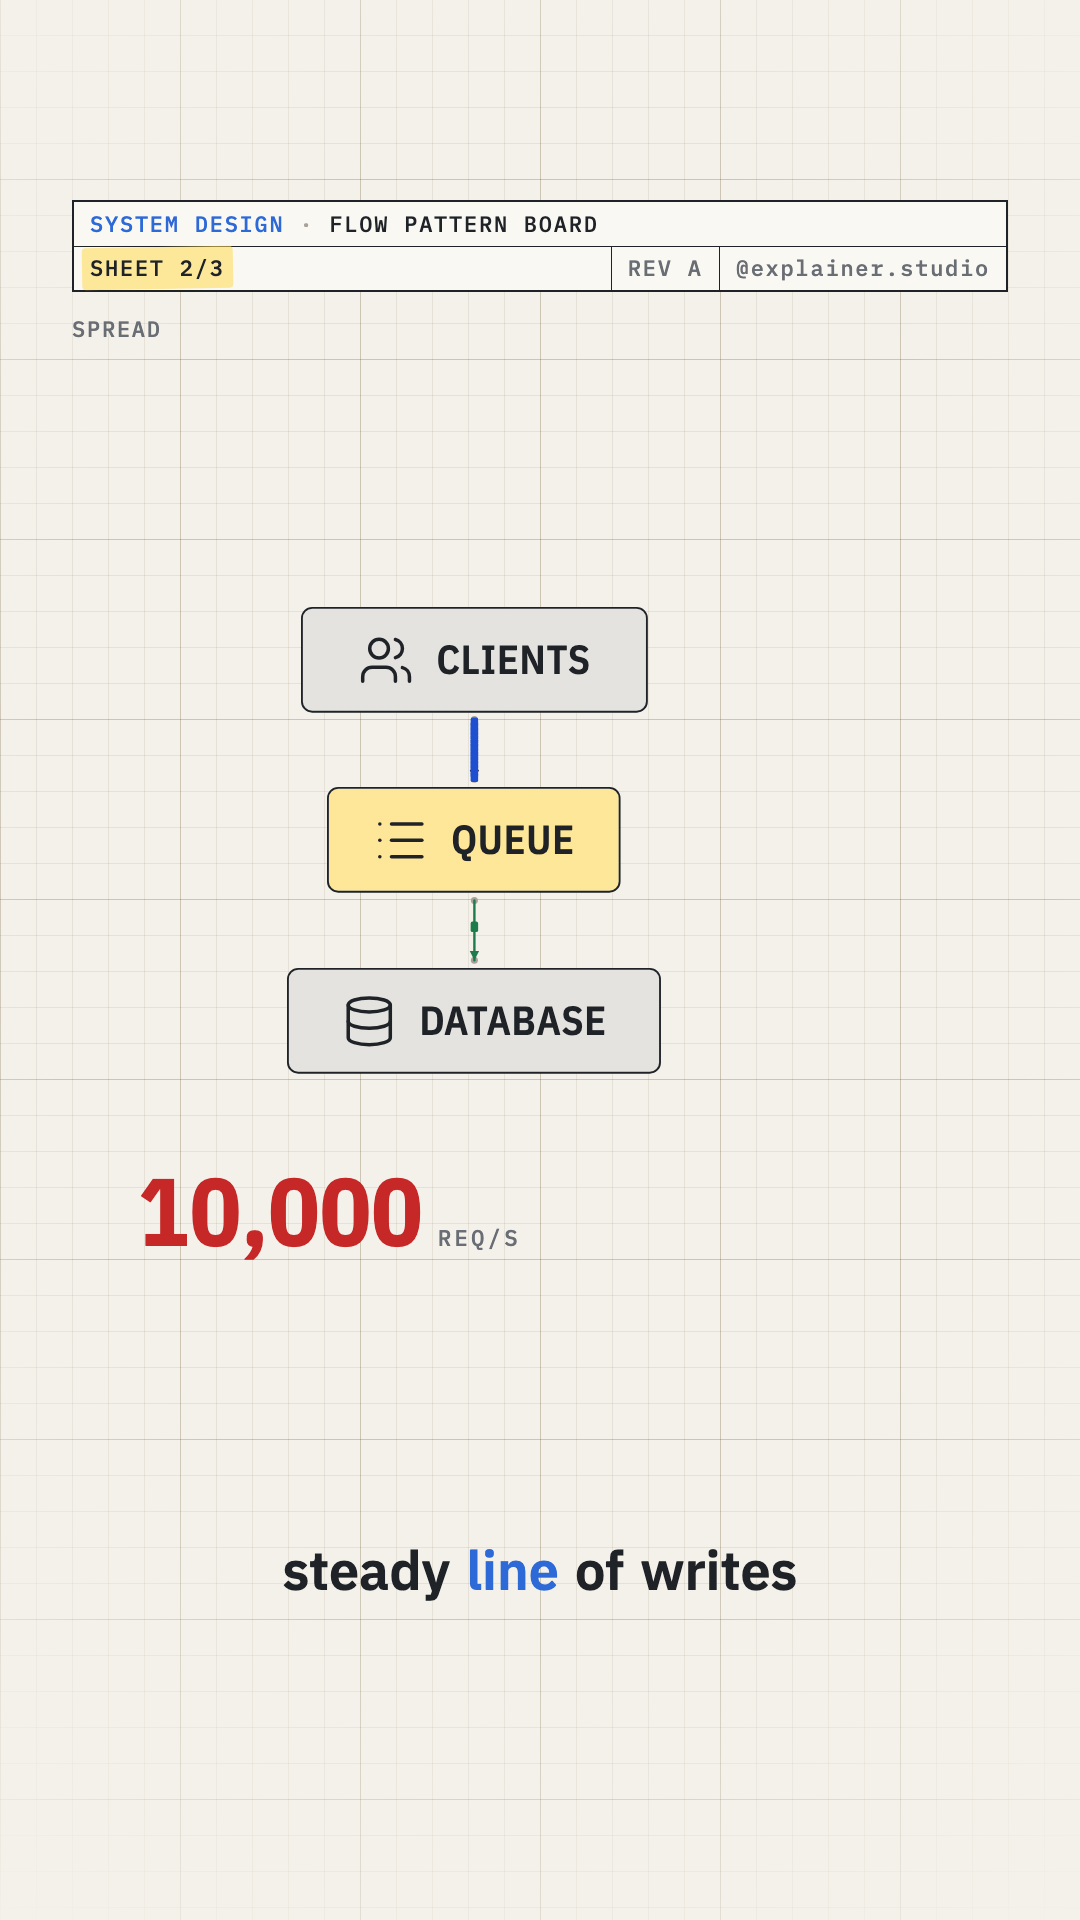 SYSTEM DESIGN · FLOW PATTERN BOARD
SHEET 2/3 REV A @explainer.studio
SPREAD
CLIENTS
QUEUE
DATABASE
10,000 REQ/S
steady line of writes